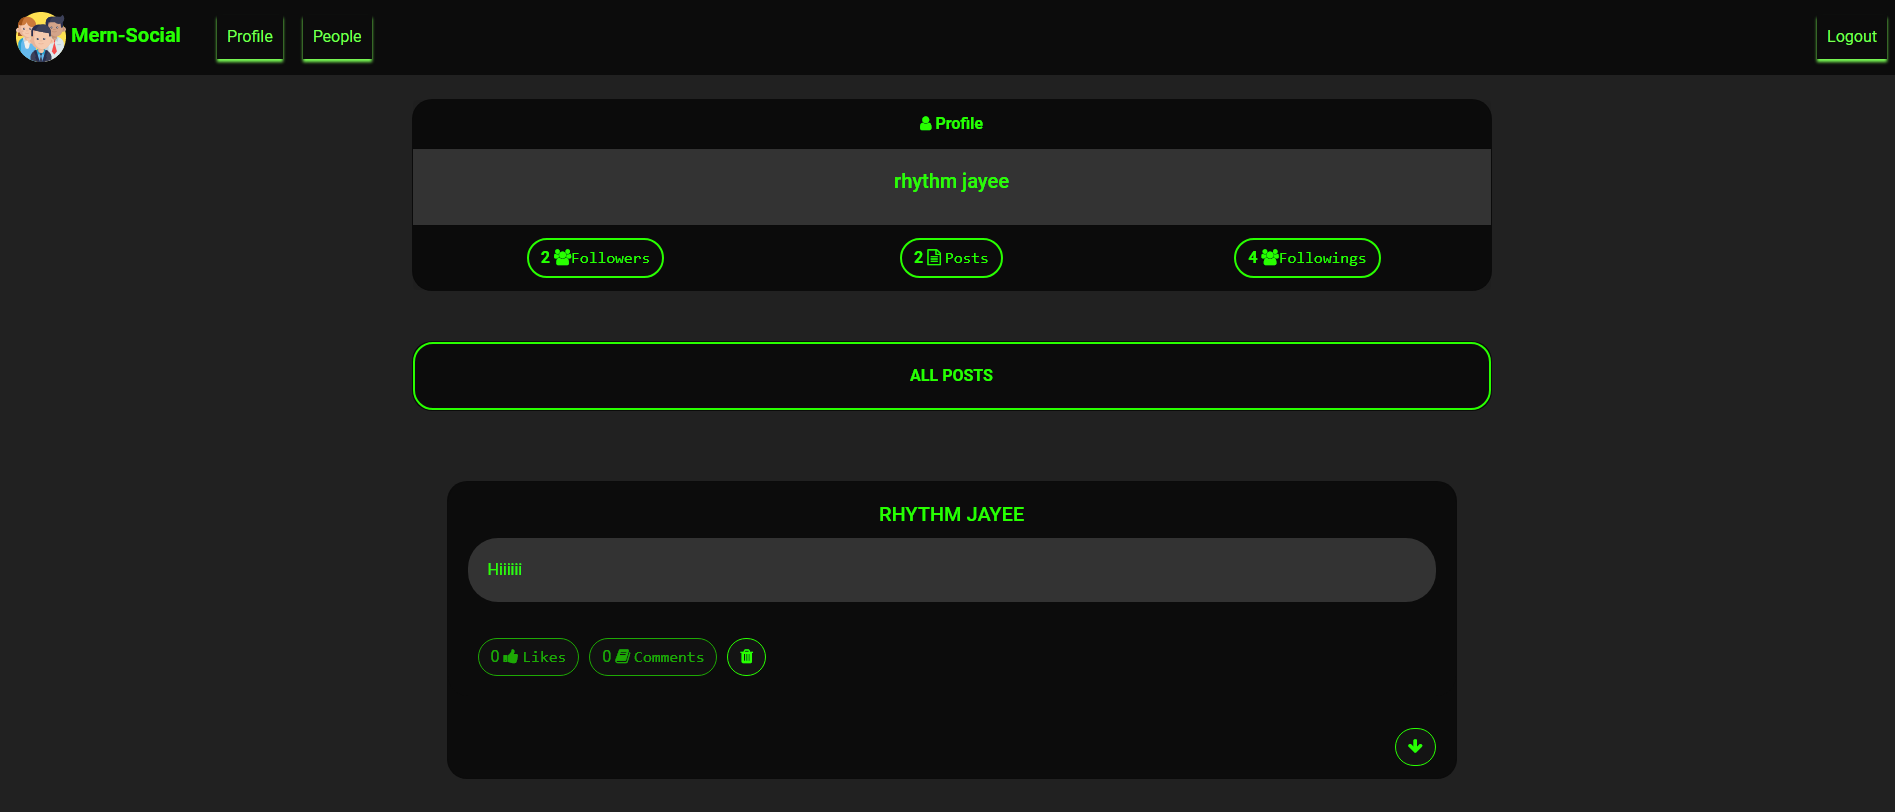 Mern-Social Profile People Logout
Profile
rhythm jayee
2 Followers 2 Posts 4 Followings
ALL POSTS
RHYTHM JAYEE
Hiiiiii
0 Likes 0 Comments